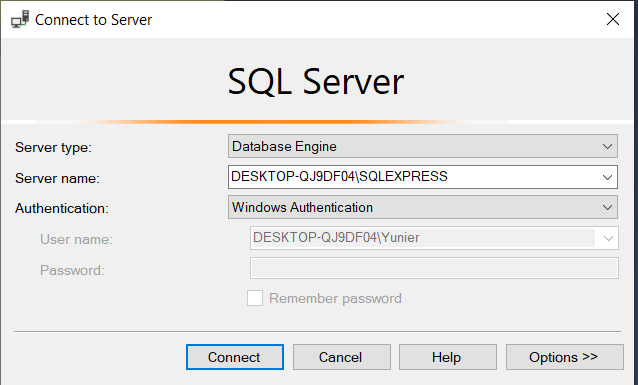 Connect to Server
SQL Server
Server type: Database Engine
Server name: DESKTOP-QJ9DF04\SQLEXPRESS
Authentication: Windows Authentication
User name: DESKTOP-QJ9DF04\Yunier
Password:
Remember password
Connect Cancel Help Options >>